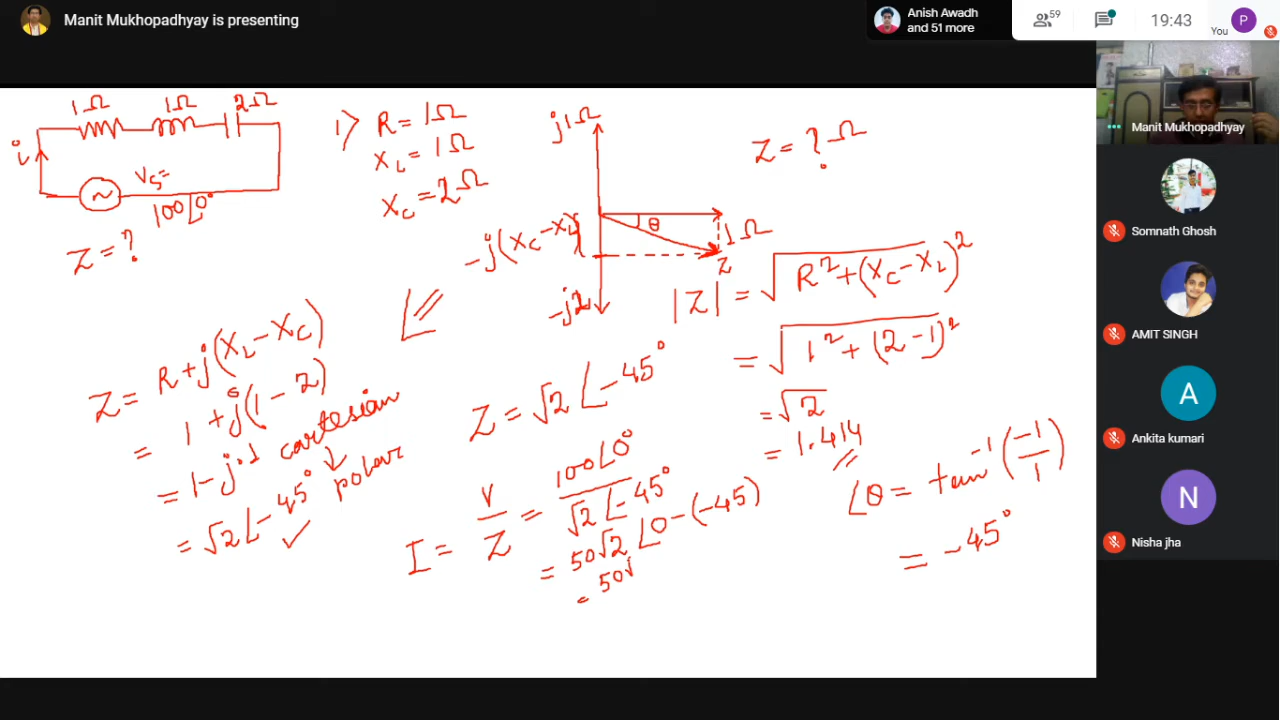 Manit Mukhopadhyay is presenting
Anish Awadh
and 51 more
59
19:43
You
P
1Ω 1Ω 2Ω
i
Vs=
100∠0°
Z = ?
1) R = 1Ω
XL = 1Ω
Xc = 2Ω
j1Ω
θ
1Ω
-j(Xc-XL)
Z
-j2
Z = ? Ω
|Z| = √R²+(Xc-XL)²
= √1²+(2-1)²
= √2
= 1.414
∠θ = tan⁻¹(-1/1)
= -45°
Z = R+j(XL-Xc)
= 1+j(1-2)
= 1-j.1 cartesian
↓
polar
= √2∠-45° ✓
∠
Z = √2 ∠-45°
I = V/Z = 100∠0°/√2∠-45°
= 50√2 ∠0-(-45)
= 50√
Manit Mukhopadhyay
Somnath Ghosh
AMIT SINGH
A
Ankita kumari
N
Nisha jha